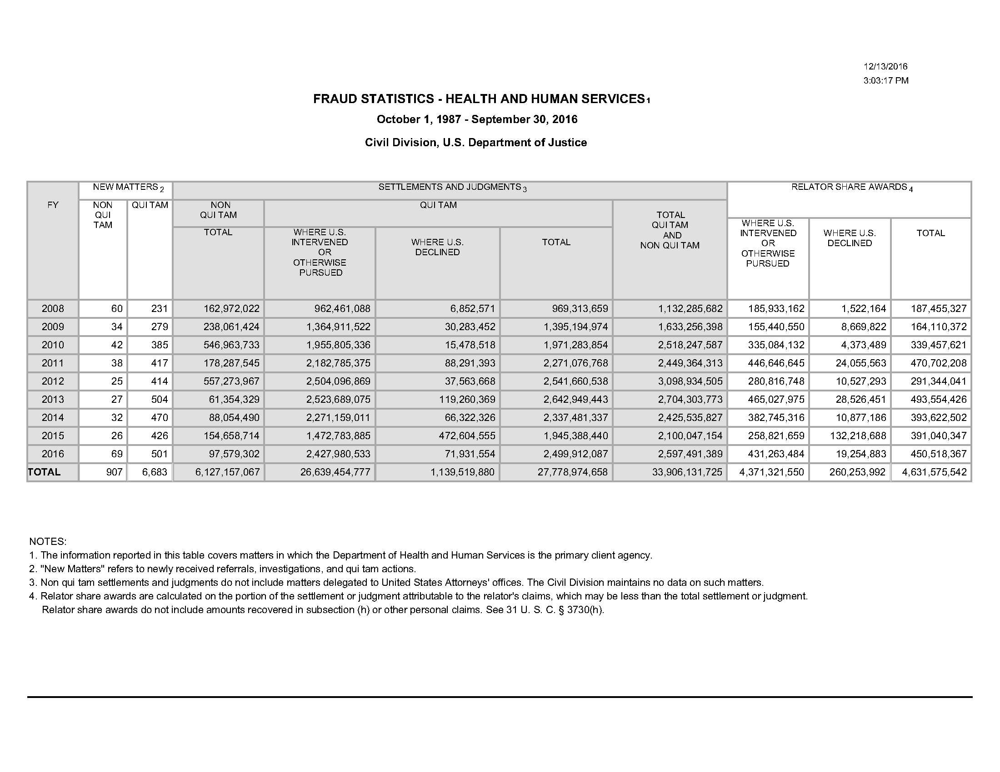 12/13/2016
3:03:17 PM
FRAUD STATISTICS - HEALTH AND HUMAN SERVICES1
October 1, 1987 - September 30, 2016
Civil Division, U.S. Department of Justice
NEW MATTERS 2 SETTLEMENTS AND JUDGMENTS 3 RELATOR SHARE AWARDS 4
FY NON QUI TAM QUI TAM NON QUI TAM QUI TAM TOTAL QUI TAM AND NON QUI TAM
TOTAL WHERE U.S. INTERVENED OR OTHERWISE PURSUED WHERE U.S. DECLINED TOTAL WHERE U.S. INTERVENED OR OTHERWISE PURSUED WHERE U.S. DECLINED TOTAL
2008 60 231 162,972,022 962,461,088 6,852,571 969,313,659 1,132,285,682 185,933,162 1,522,164 187,455,327
2009 34 279 238,061,424 1,364,911,522 30,283,452 1,395,194,974 1,633,256,398 155,440,550 8,669,822 164,110,372
2010 42 385 546,963,733 1,955,805,336 15,478,518 1,971,283,854 2,518,247,587 335,084,132 4,373,489 339,457,621
2011 38 417 178,287,545 2,182,785,375 88,291,393 2,271,076,768 2,449,364,313 446,646,645 24,055,563 470,702,208
2012 25 414 557,273,967 2,504,096,869 37,563,668 2,541,660,538 3,098,934,505 280,816,748 10,527,293 291,344,041
2013 27 504 61,354,329 2,523,689,075 119,260,369 2,642,949,443 2,704,303,773 465,027,975 28,526,451 493,554,426
2014 32 470 88,054,490 2,271,159,011 66,322,326 2,337,481,337 2,425,535,827 382,745,316 10,877,186 393,622,502
2015 26 426 154,658,714 1,472,783,885 472,604,555 1,945,388,440 2,100,047,154 258,821,659 132,218,688 391,040,347
2016 69 501 97,579,302 2,427,980,533 71,931,554 2,499,912,087 2,597,491,389 431,263,484 19,254,883 450,518,367
TOTAL 907 6,683 6,127,157,067 26,639,454,777 1,139,519,880 27,778,974,658 33,906,131,725 4,371,321,550 260,253,992 4,631,575,542
NOTES:
1. The information reported in this table covers matters in which the Department of Health and Human Services is the primary client agency.
2. "New Matters" refers to newly received referrals, investigations, and qui tam actions.
3. Non qui tam settlements and judgments do not include matters delegated to United States Attorneys' offices. The Civil Division maintains no data on such matters.
4. Relator share awards are calculated on the portion of the settlement or judgment attributable to the relator's claims, which may be less than the total settlement or judgment.
Relator share awards do not include amounts recovered in subsection (h) or other personal claims. See 31 U. S. C. § 3730(h).